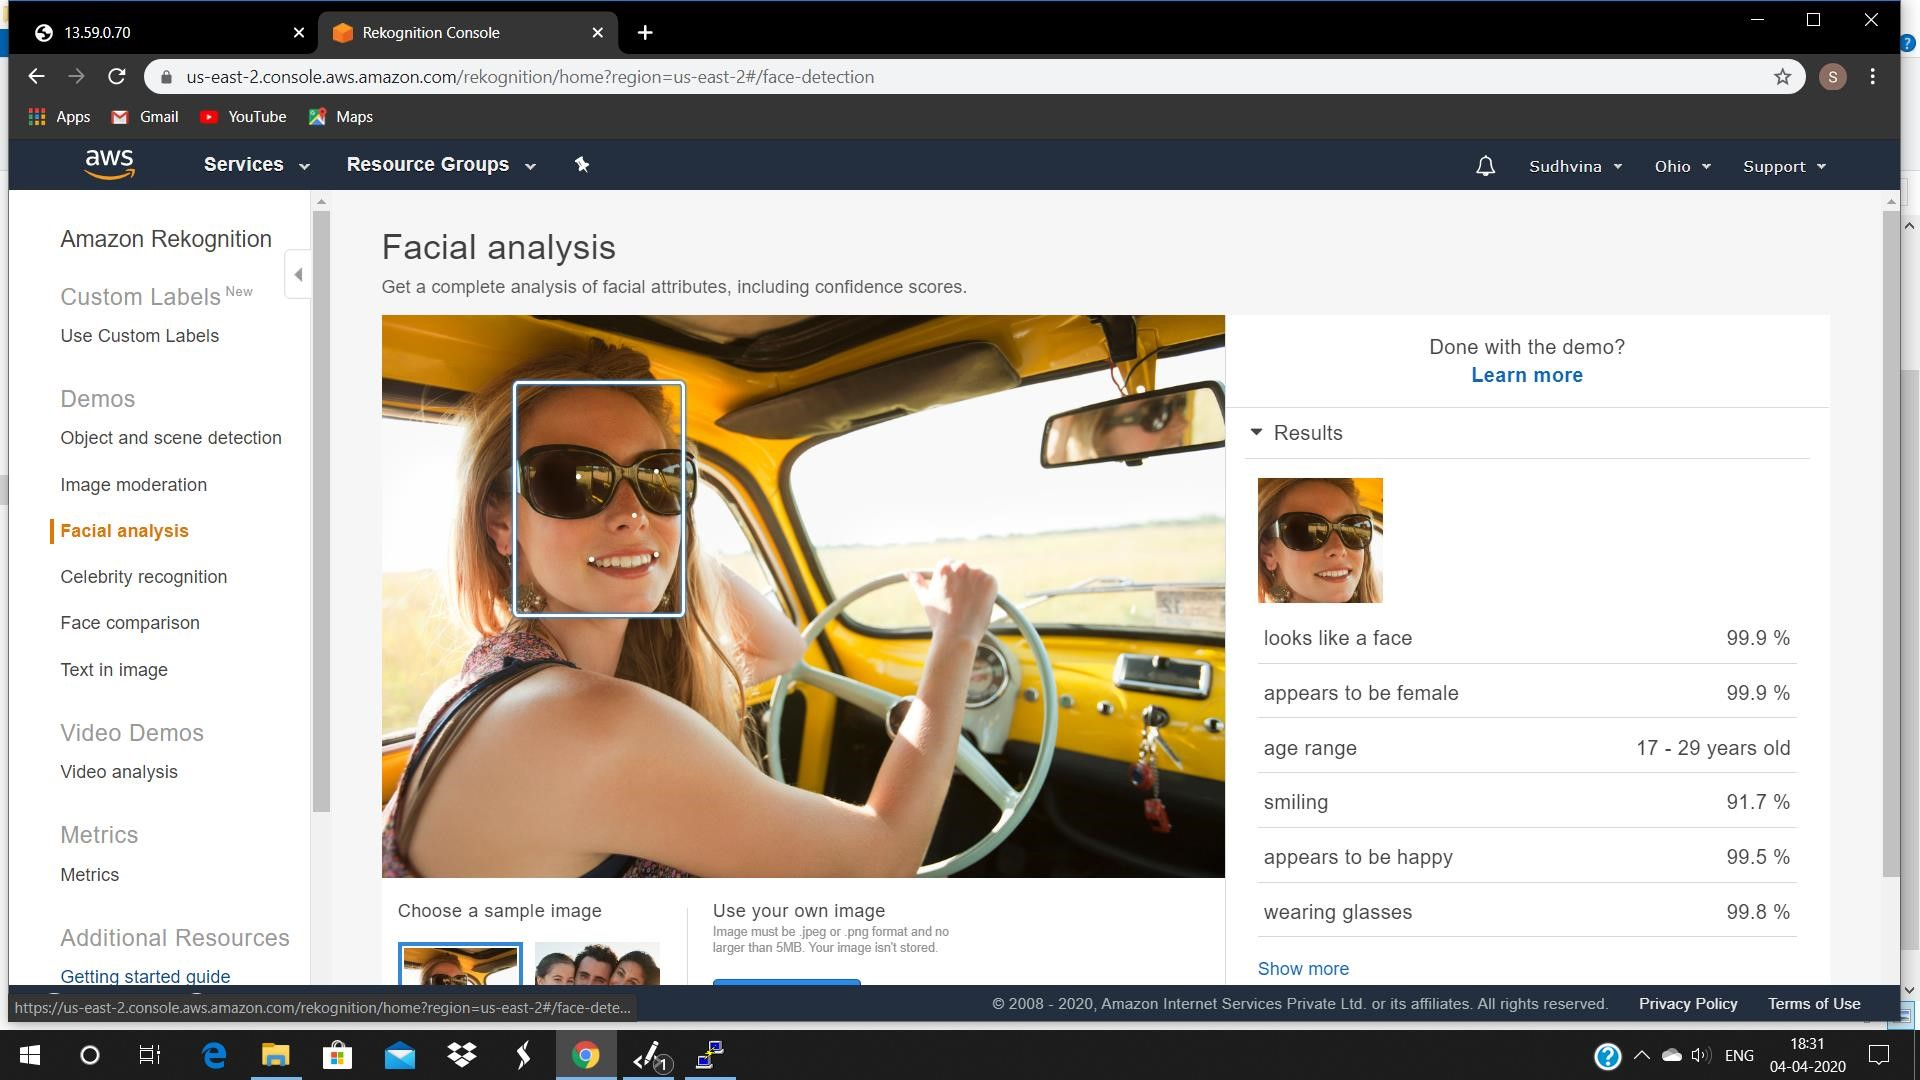 13.59.0.70
Rekognition Console
us-east-2.console.aws.amazon.com/rekognition/home?region=us-east-2#/face-detection
S
Apps
Gmail
YouTube
Maps
aws
Services
Resource Groups
Sudhvina
Ohio
Support
Amazon Rekognition
Custom Labels New
Use Custom Labels
Demos
Object and scene detection
Image moderation
Facial analysis
Celebrity recognition
Face comparison
Text in image
Video Demos
Video analysis
Metrics
Metrics
Additional Resources
Getting started guide
Facial analysis
Get a complete analysis of facial attributes, including confidence scores.
Choose a sample image
Use your own image
Image must be .jpeg or .png format and no
larger than 5MB. Your image isn't stored.
Done with the demo?
Learn more
Results
looks like a face 99.9 %
appears to be female 99.9 %
age range 17 - 29 years old
smiling 91.7 %
appears to be happy 99.5 %
wearing glasses 99.8 %
Show more
https://us-east-2.console.aws.amazon.com/rekognition/home?region=us-east-2#/face-dete...
© 2008 - 2020, Amazon Internet Services Private Ltd. or its affiliates. All rights reserved.
Privacy Policy
Terms of Use
1
ENG
18:31
04-04-2020